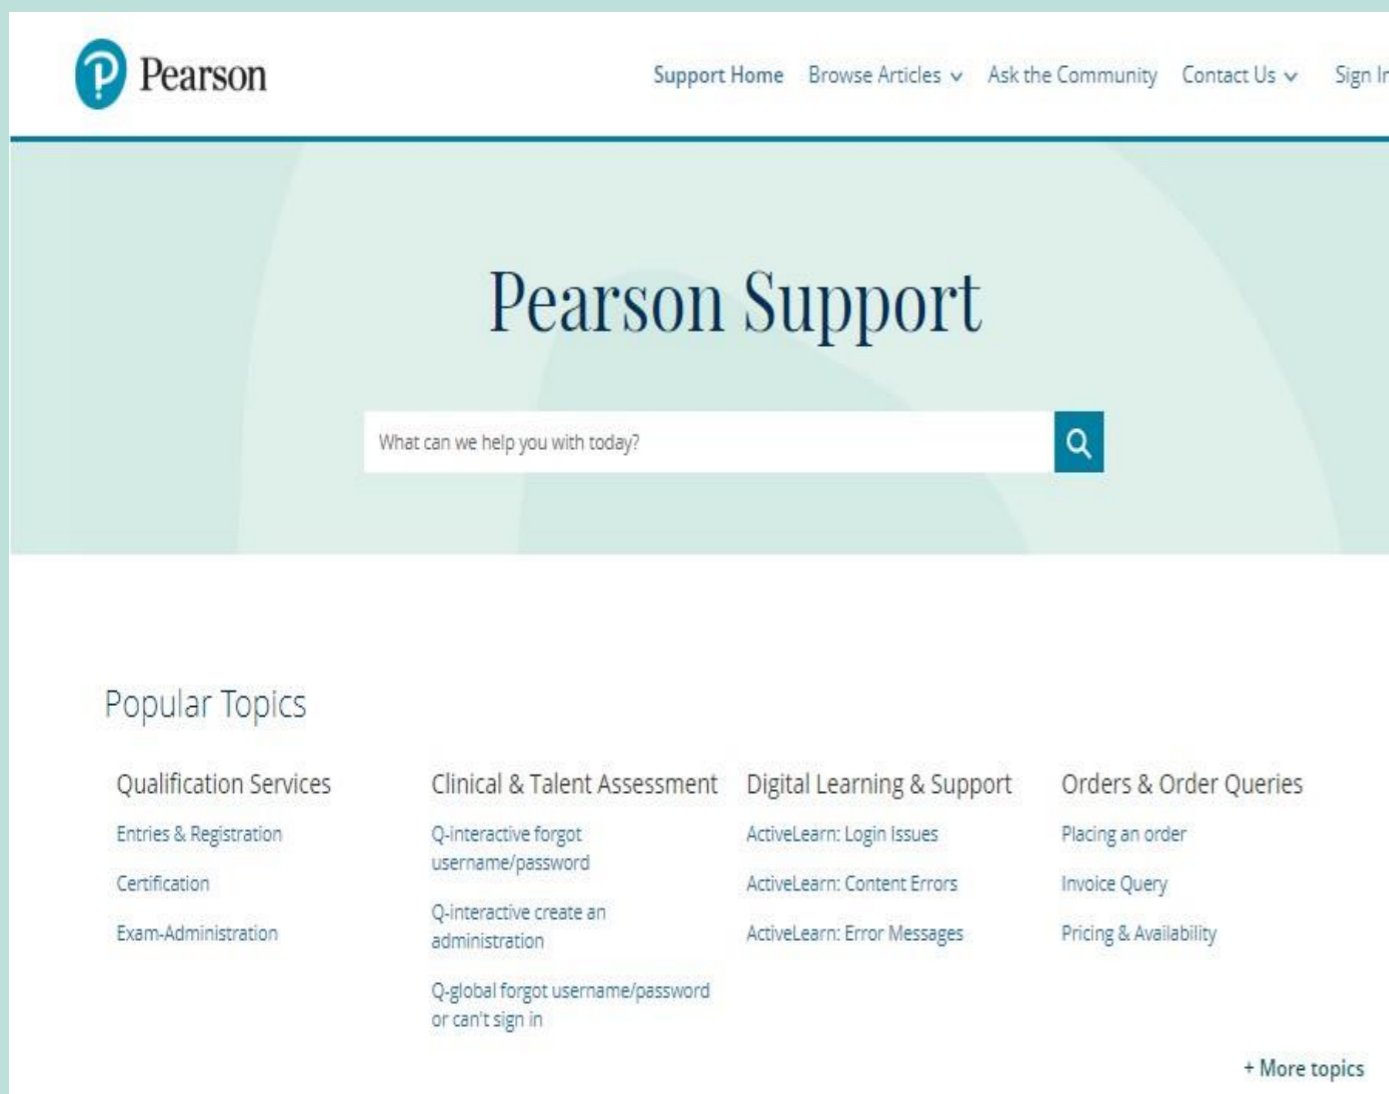 Pearson
Support Home Browse Articles Ask the Community Contact Us Sign In
Pearson Support
What can we help you with today?
Popular Topics
Qualification Services
Entries & Registration
Certification
Exam-Administration
Clinical & Talent Assessment
Q-interactive forgot
username/password
Q-interactive create an
administration
Q-global forgot username/password
or can't sign in
Digital Learning & Support
ActiveLearn: Login Issues
ActiveLearn: Content Errors
ActiveLearn: Error Messages
Orders & Order Queries
Placing an order
Invoice Query
Pricing & Availability
+ More topics